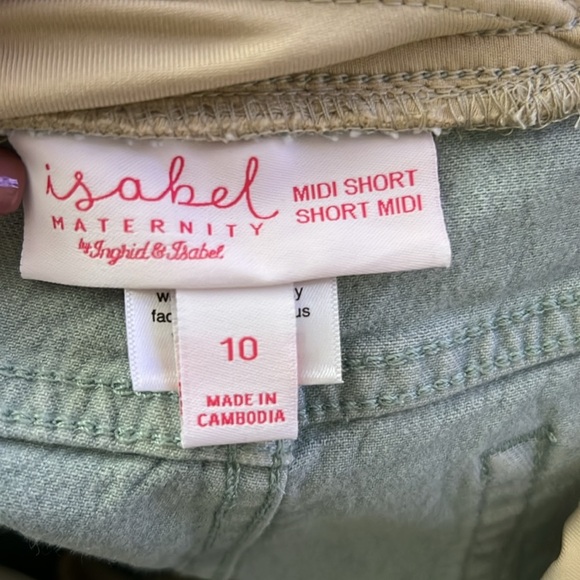 isabel
MATERNITY
by Ingrid & Isabel
MIDI SHORT
SHORT MIDI
10
MADE IN
CAMBODIA